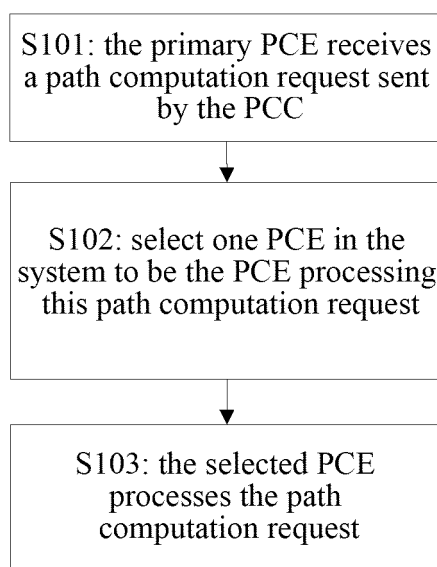 S101: the primary PCE receives
a path computation request sent
by the PCC
S102: select one PCE in the
system to be the PCE processing
this path computation request
S103: the selected PCE
processes the path
computation request